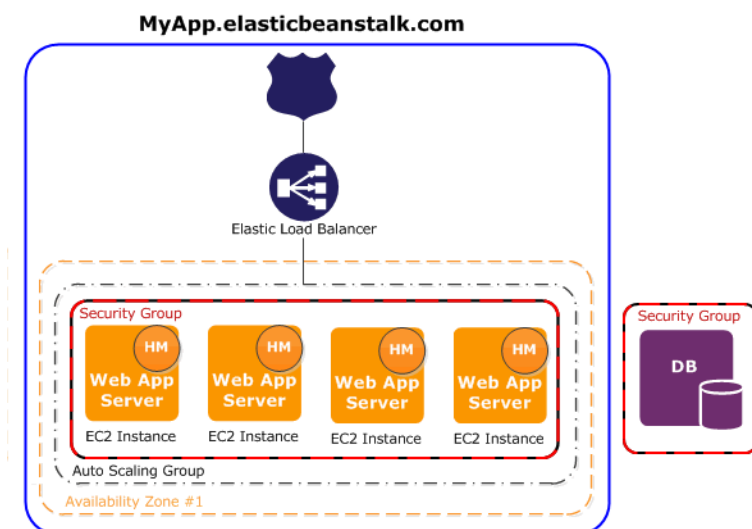 MyApp.elasticbeanstalk.com
Elastic Load Balancer
Security Group
HM
Web App
Server
EC2 Instance
HM
Web App
Server
EC2 Instance
HM
Web App
Server
EC2 Instance
HM
Web App
Server
EC2 Instance
Auto Scaling Group
Availability Zone #1
Security Group
DB